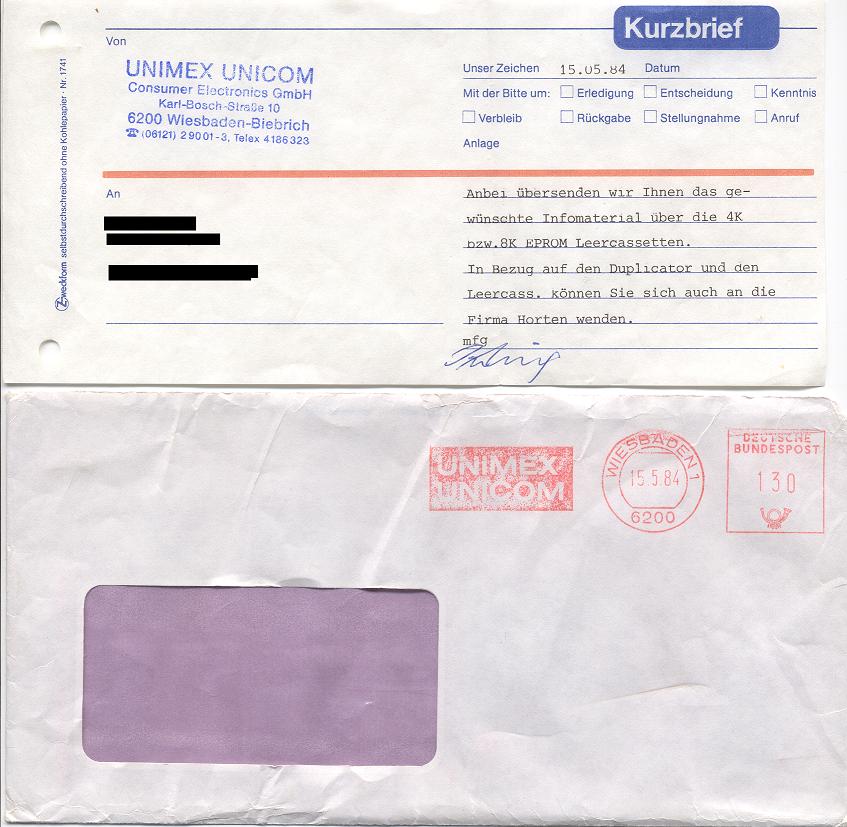 Kurzbrief
Von
UNIMEX UNICOM
Consumer Electronics GmbH
Karl-Bosch-Straße 10
6200 Wiesbaden-Biebrich
☎ (06121) 29001-3, Telex 4186323
Unser Zeichen 15.05.84 Datum
Mit der Bitte um: Erledigung Entscheidung Kenntnis
Verbleib Rückgabe Stellungnahme Anruf
Anlage
An
Anbei übersenden wir Ihnen das ge-
wünschte Infomaterial über die 4K
bzw.8K EPROM Leercassetten.
In Bezug auf den Duplicator und den
Leercass. können Sie sich auch an die
Firma Horten wenden.
mfg
Zweckform selbstdurchschreibend ohne Kohlepapier · Nr. 1741
UNIMEX
UNICOM
WIESBADEN 1
15.5.84
6200
DEUTSCHE
BUNDESPOST
130